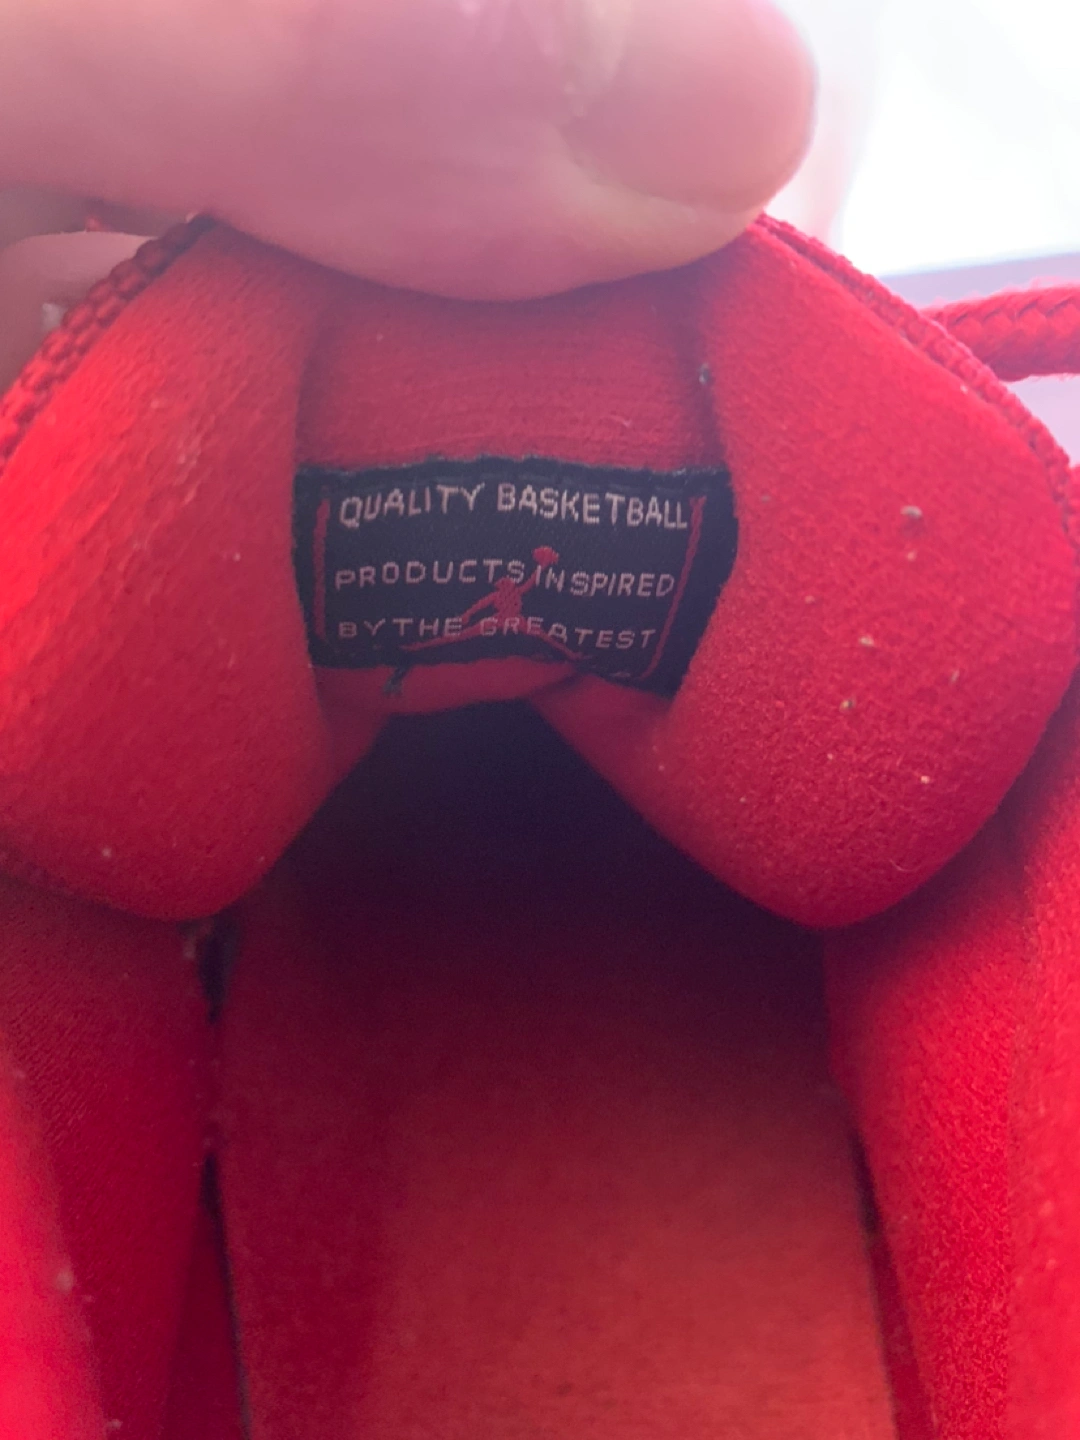 QUALITY BASKETBALL
PRODUCTS INSPIRED
BY THE GREATEST